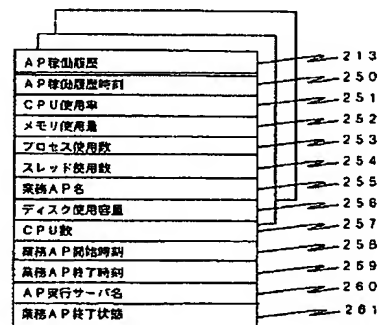 AP稼働履歴 213
AP稼働履歴時刻 250
CPU使用率 251
メモリ使用量 252
プロセス使用数 253
スレッド使用数 254
業務AP名 255
ディスク使用容量 256
CPU数 257
業務AP開始時刻 258
業務AP終了時刻 259
AP実行サーバ名 260
業務AP終了状態 261